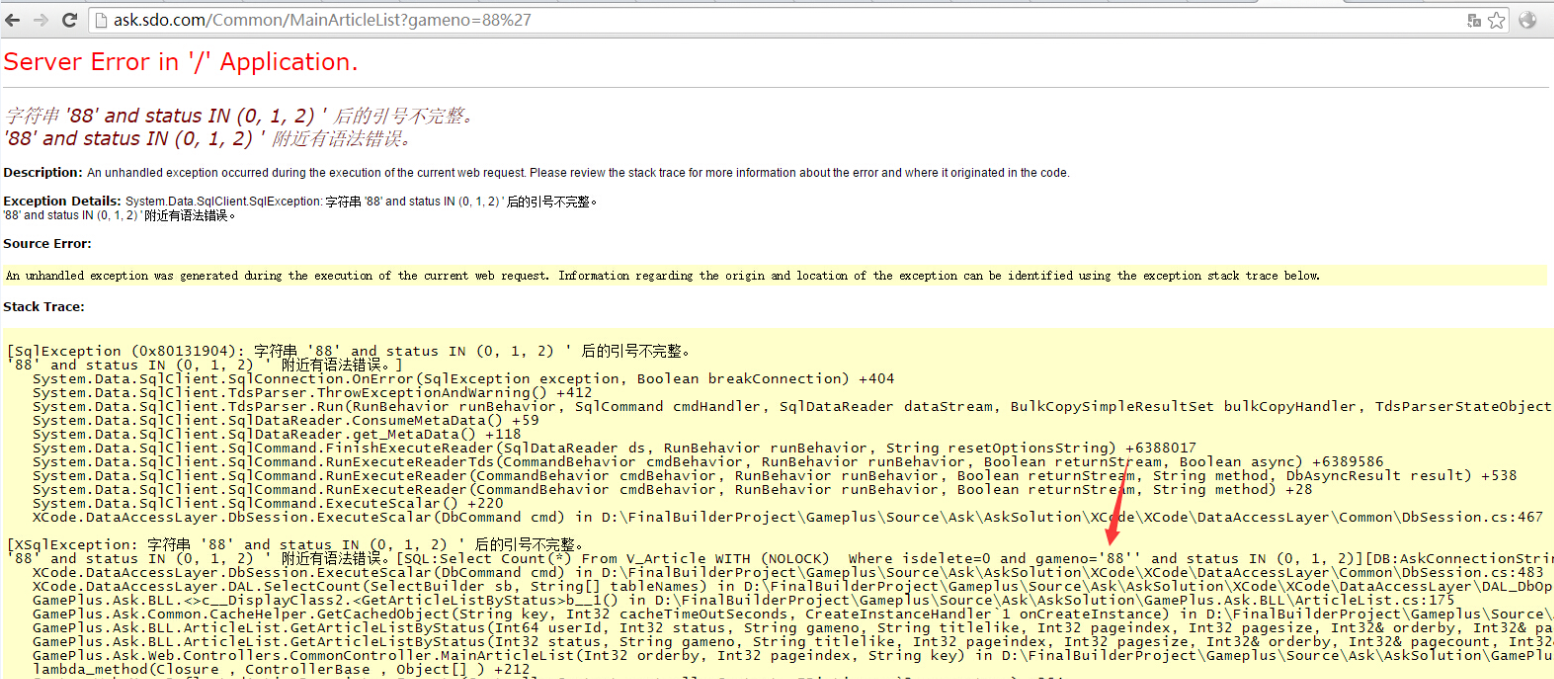 ask.sdo.com/Common/MainArticleList?gameno=88%27
Server Error in '/' Application.
字符串 '88' and status IN (0, 1, 2) ' 后的引号不完整。
'88' and status IN (0, 1, 2) ' 附近有语法错误。
Description: An unhandled exception occurred during the execution of the current web request. Please review the stack trace for more information about the error and where it originated in the code.
Exception Details: System.Data.SqlClient.SqlException: 字符串 '88' and status IN (0, 1, 2) ' 后的引号不完整。
'88' and status IN (0, 1, 2) ' 附近有语法错误。
Source Error:
An unhandled exception was generated during the execution of the current web request. Information regarding the origin and location of the exception can be identified using the exception stack trace below.
Stack Trace:
[SqlException (0x80131904): 字符串 '88' and status IN (0, 1, 2) ' 后的引号不完整。
'88' and status IN (0, 1, 2) ' 附近有语法错误。]
System.Data.SqlClient.SqlConnection.OnError(SqlException exception, Boolean breakConnection) +404
System.Data.SqlClient.TdsParser.ThrowExceptionAndWarning() +412
System.Data.SqlClient.TdsParser.Run(RunBehavior runBehavior, SqlCommand cmdHandler, SqlDataReader dataStream, BulkCopySimpleResultSet bulkCopyHandler, TdsParserStateObject
System.Data.SqlClient.SqlDataReader.ConsumeMetaData() +59
System.Data.SqlClient.SqlDataReader.get_MetaData() +118
System.Data.SqlClient.SqlCommand.FinishExecuteReader(SqlDataReader ds, RunBehavior runBehavior, String resetOptionsString) +6388017
System.Data.SqlClient.SqlCommand.RunExecuteReaderTds(CommandBehavior cmdBehavior, RunBehavior runBehavior, Boolean returnStream, Boolean async) +6389586
System.Data.SqlClient.SqlCommand.RunExecuteReader(CommandBehavior cmdBehavior, RunBehavior runBehavior, Boolean returnStream, String method, DbAsyncResult result) +538
System.Data.SqlClient.SqlCommand.RunExecuteReader(CommandBehavior cmdBehavior, RunBehavior runBehavior, Boolean returnStream, String method) +28
System.Data.SqlClient.SqlCommand.ExecuteScalar() +220
XCode.DataAccessLayer.DbSession.ExecuteScalar(DbCommand cmd) in D:\FinalBuilderProject\Gameplus\Source\Ask\AskSolution\XCode\XCode\DataAccessLayer\Common\DbSession.cs:467
[XSqlException: 字符串 '88' and status IN (0, 1, 2) ' 后的引号不完整。
'88' and status IN (0, 1, 2) ' 附近有语法错误。[SQL:Select Count(*) From V_Article WITH (NOLOCK)  Where isdelete=0 and gameno='88'' and status IN (0, 1, 2)][DB:AskConnectionStrin
XCode.DataAccessLayer.DbSession.ExecuteScalar(DbCommand cmd) in D:\FinalBuilderProject\Gameplus\Source\Ask\AskSolution\XCode\XCode\DataAccessLayer\Common\DbSession.cs:483
XCode.DataAccessLayer.DAL.SelectCount(SelectBuilder sb, String[] tableNames) in D:\FinalBuilderProject\Gameplus\Source\Ask\AskSolution\XCode\XCode\DataAccessLayer\DAL_DbOp
GamePlus.Ask.BLL.<>c__DisplayClass2.<GetArticleListByStatus>b__1() in D:\FinalBuilderProject\Gameplus\Source\Ask\AskSolution\GamePlus.Ask.BLL\ArticleList.cs:175
GamePlus.Ask.Common.CacheHelper.GetCachedObject(String key, Int32 cacheTimeOutSeconds, CreateInstanceHandler`1 onCreateInstance) in D:\FinalBuilderProject\Gameplus\Source\
GamePlus.Ask.BLL.ArticleList.GetArticleListByStatus(Int64 userId, Int32 status, String gameno, String titlelike, Int32 pageindex, Int32 pagesize, Int32& orderby, Int32& pa
GamePlus.Ask.BLL.ArticleList.GetArticleListByStatus(Int32 status, String gameno, String titlelike, Int32 pageindex, Int32 pagesize, Int32& orderby, Int32& pagecount, Int32&
GamePlus.Ask.Web.Controllers.CommonController.MainArticleList(Int32 orderby, Int32 pageindex, String key) in D:\FinalBuilderProject\Gameplus\Source\Ask\AskSolution\GamePlu
lambda_method(Closure , ControllerBase , Object[] ) +212